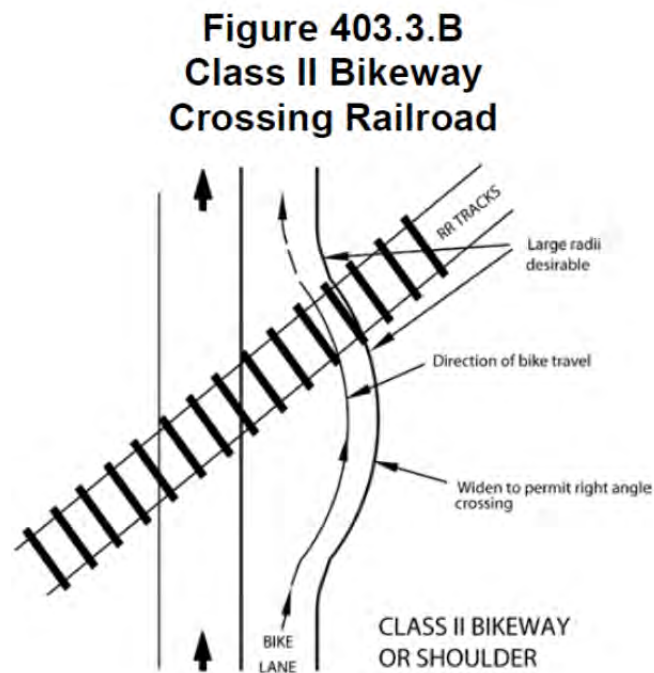 Figure 403.3.B
Class II Bikeway
Crossing Railroad
RR TRACKS
Large radii
desirable
Direction of bike travel
Widen to permit right angle
crossing
BIKE
LANE
CLASS II BIKEWAY
OR SHOULDER